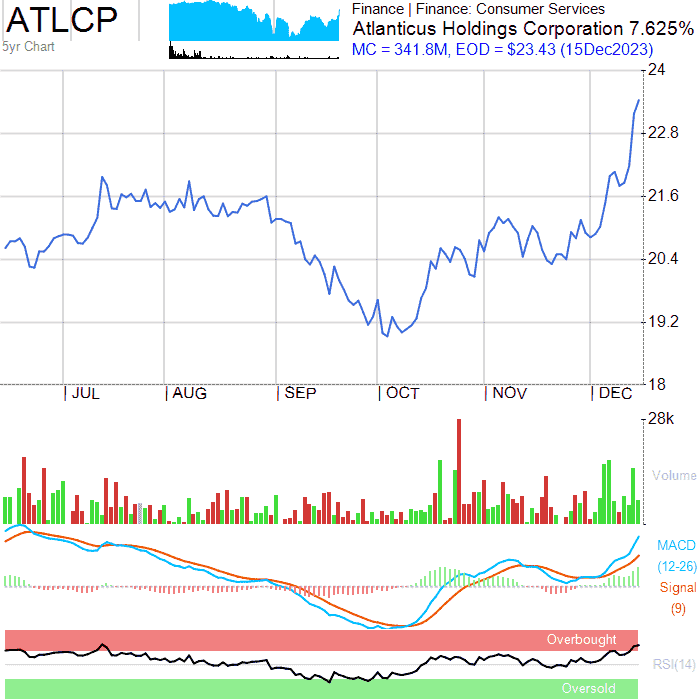 ATLCP
5yr Chart
Finance | Finance: Consumer Services
Atlanticus Holdings Corporation 7.625%
MC = 341.8M, EOD = $23.43 (15Dec2023)
24
22.8
21.6
20.4
19.2
18
JUL AUG SEP OCT NOV DEC
28k
Volume
MACD
(12-26)
Signal
(9)
Overbought
RSI(14)
Oversold